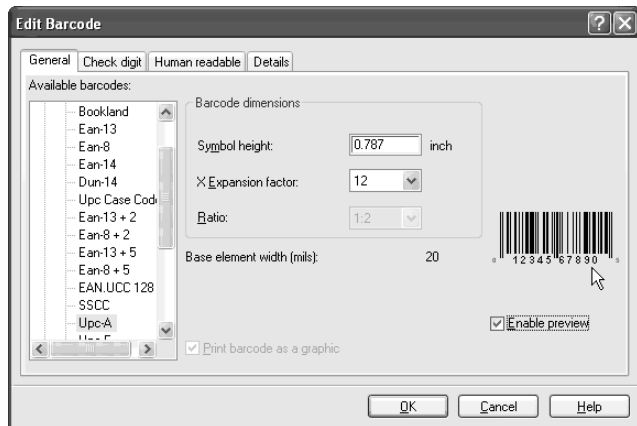 Edit Barcode
General Check digit Human readable Details
Available barcodes:
Bookland
Ean-13
Ean-8
Ean-14
Dun-14
Upc Case Code
Ean-13 + 2
Ean-8 + 2
Ean-13 + 5
Ean-8 + 5
EAN.UCC 128
SSCC
Upc-A
Barcode dimensions
Symbol height: 0.787 inch
X Expansion factor: 12
Ratio: 1:2
Base element width (mils): 20
0 12345 67890 5
Enable preview
Print barcode as a graphic
OK Cancel Help